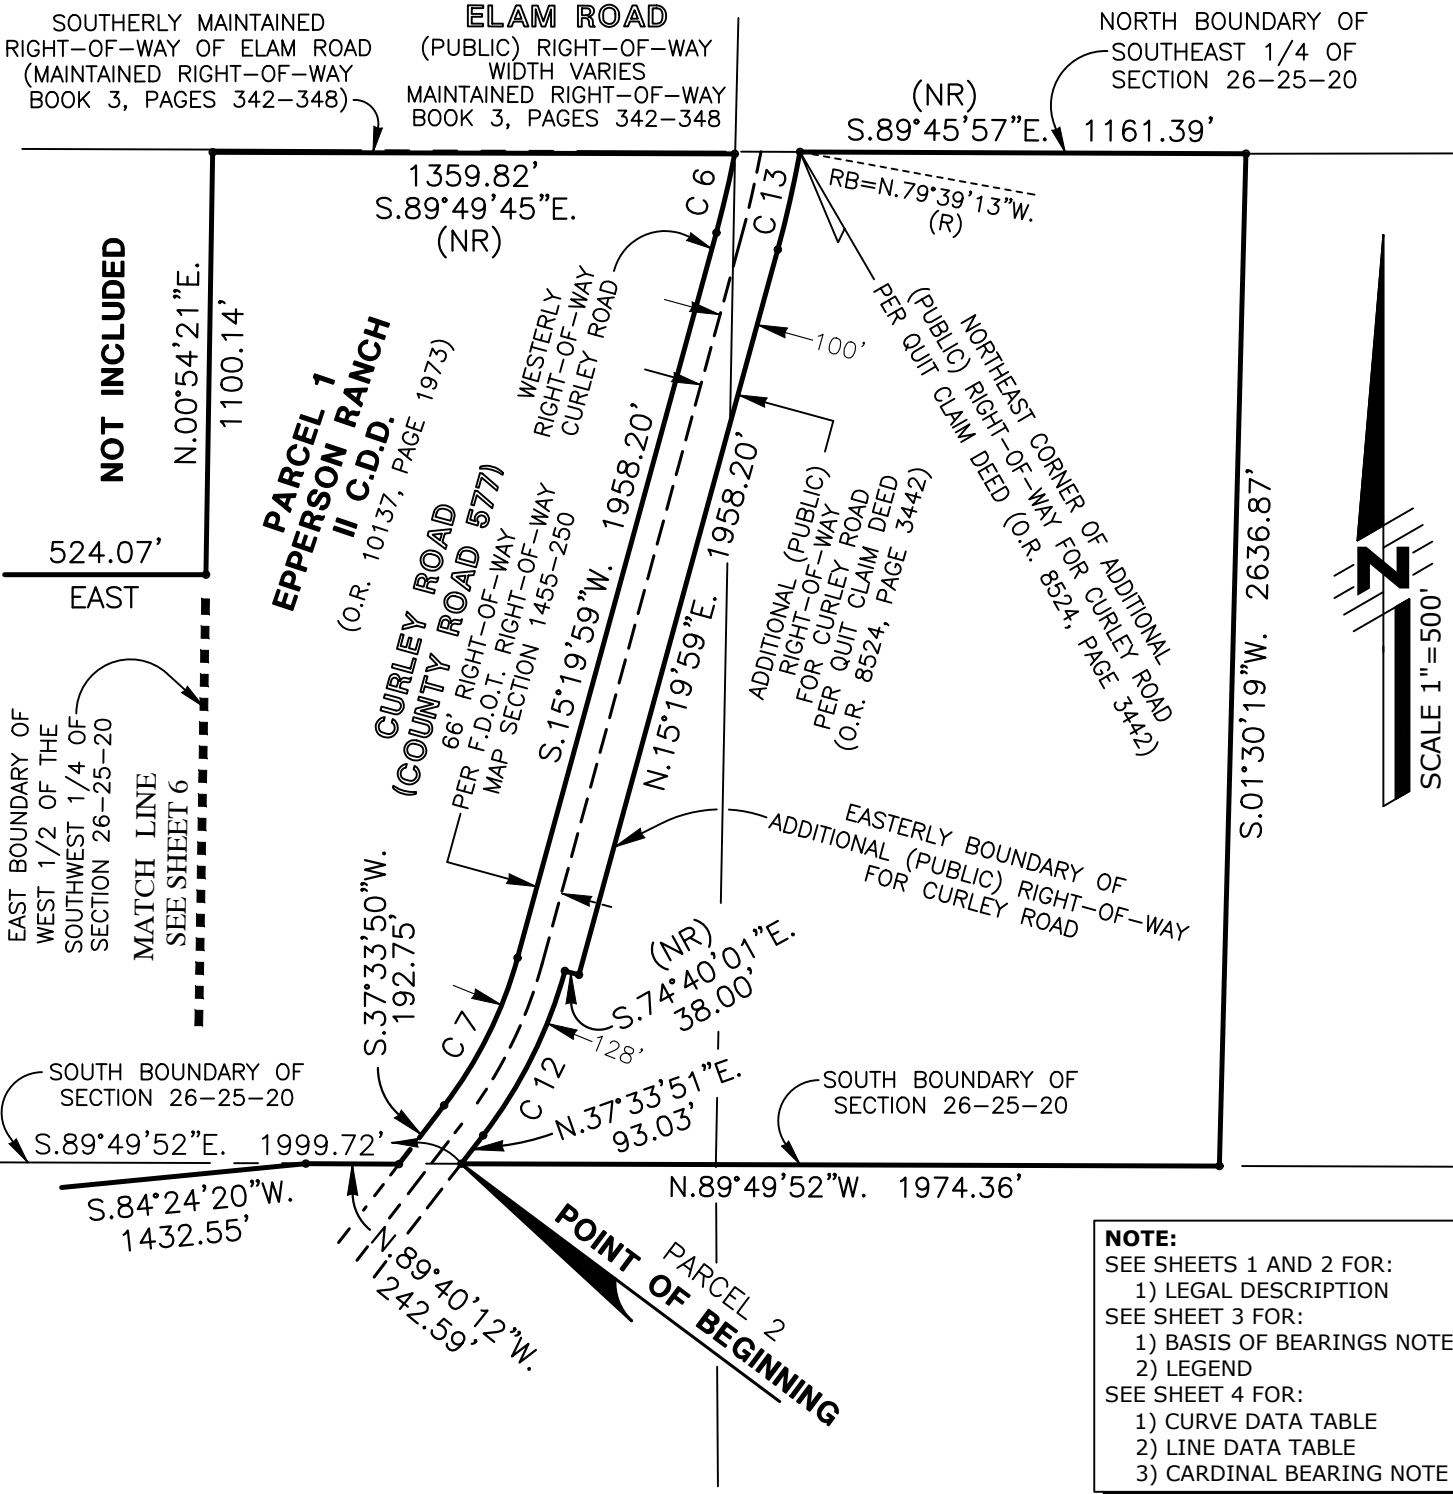 SOUTHERLY MAINTAINED
RIGHT-OF-WAY OF ELAM ROAD
(MAINTAINED RIGHT-OF-WAY
BOOK 3, PAGES 342-348)
ELAM ROAD
(PUBLIC) RIGHT-OF-WAY
WIDTH VARIES
MAINTAINED RIGHT-OF-WAY
BOOK 3, PAGES 342-348
NORTH BOUNDARY OF
SOUTHEAST 1/4 OF
SECTION 26-25-20
(NR)
S.89°45'57"E. 1161.39'
1359.82'
S.89°49'45"E.
(NR)
C 6
C 13
RB=N.79°39'13"W.
(R)
NOT INCLUDED
N.00°54'21"E.
1100.14'
524.07'
EAST
PARCEL 1
EPPERSON RANCH
II C.D.D.
(O.R. 10137, PAGE 1973)
WESTERLY
RIGHT-OF-WAY
CURLEY ROAD
100'
NORTHEAST CORNER OF ADDITIONAL
(PUBLIC) RIGHT-OF-WAY FOR CURLEY ROAD
PER QUIT CLAIM DEED (O.R. 8524, PAGE 3442)
CURLEY ROAD
(COUNTY ROAD 577)
66' RIGHT-OF-WAY
PER F.D.O.T. RIGHT-OF-WAY
MAP SECTION 1455-250
S.15°19'59"W. 1958.20'
N.15°19'59"E. 1958.20'
ADDITIONAL (PUBLIC)
RIGHT-OF-WAY
FOR CURLEY ROAD
PER QUIT CLAIM DEED
(O.R. 8524, PAGE 3442)
S.01°30'19"W. 2636.87'
N
SCALE 1"=500'
EAST BOUNDARY OF
WEST 1/2 OF THE
SOUTHWEST 1/4 OF
SECTION 26-25-20
MATCH LINE
SEE SHEET 6
EASTERLY BOUNDARY OF
ADDITIONAL (PUBLIC) RIGHT-OF-WAY
FOR CURLEY ROAD
S.37°33'50"W.
192.75'
(NR)
S.74°40'01"E.
38.00'
C 7
C 12
128'
N.37°33'51"E.
93.03'
SOUTH BOUNDARY OF
SECTION 26-25-20
SOUTH BOUNDARY OF
SECTION 26-25-20
S.89°49'52"E. 1999.72'
S.84°24'20"W.
1432.55'
N.89°49'52"W. 1974.36'
N.89°40'12"W.
242.59'
PARCEL 2
POINT OF BEGINNING
NOTE:
SEE SHEETS 1 AND 2 FOR:
1) LEGAL DESCRIPTION
SEE SHEET 3 FOR:
1) BASIS OF BEARINGS NOTE
2) LEGEND
SEE SHEET 4 FOR:
1) CURVE DATA TABLE
2) LINE DATA TABLE
3) CARDINAL BEARING NOTE